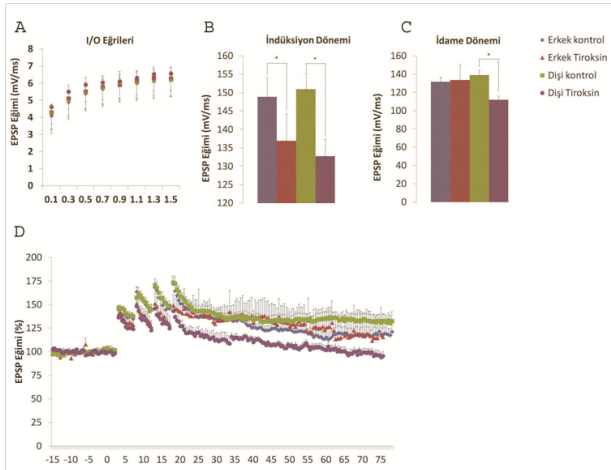 A
I/O Eğrileri
EPSP Eğimi (mV/ms)
8
7
6
5
4
3
2
1
0
0.1 0.3 0.5 0.7 0.9 1.1 1.3 1.5
B
İndüksiyon Dönemi
EPSP Eğimi (mV/ms)
160
155
150
145
140
135
130
125
120
*
*
C
İdame Dönemi
EPSP Eğimi (mV/ms)
160
140
120
100
80
60
40
20
0
*
Erkek kontrol
Erkek Tiroksin
Dişi kontrol
Dişi Tiroksin
D
EPSP Eğimi (%)
200
175
150
125
100
75
50
25
0
-15 -10 -5 0 5 10 15 20 25 30 35 40 45 50 55 60 65 70 75